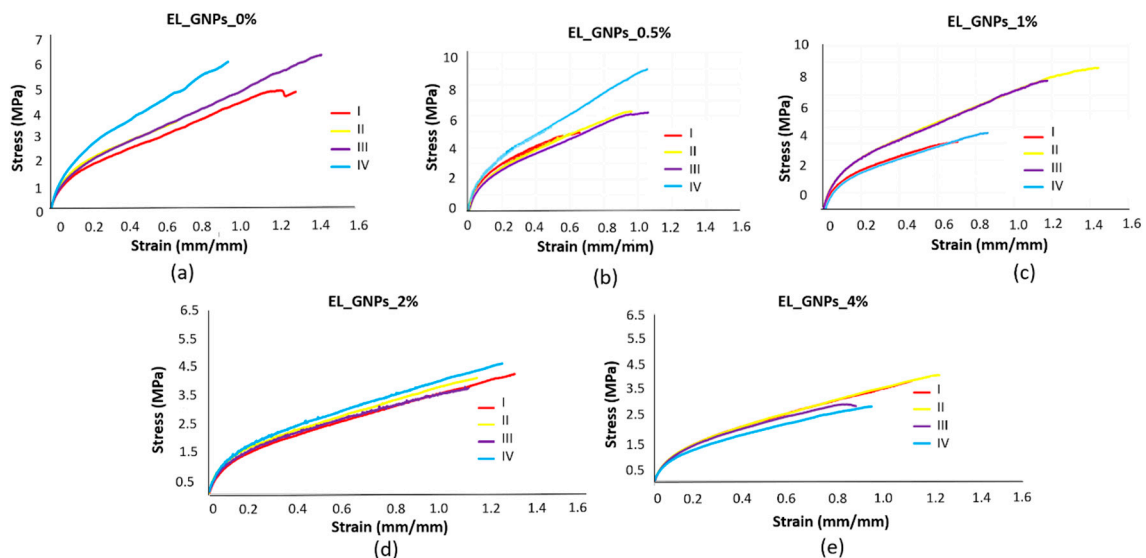 EL_GNPs_0%
Stress (MPa)
7
6
5
4
3
2
1
0
0 0.2 0.4 0.6 0.8 1.0 1.2 1.4 1.6
Strain (mm/mm)
I
II
III
IV
(a)
EL_GNPs_0.5%
Stress (MPa)
10
8
6
4
2
0
0 0.2 0.4 0.6 0.8 1.0 1.2 1.4 1.6
Strain (mm/mm)
I
II
III
IV
(b)
EL_GNPs_1%
Stress (MPa)
10
8
6
4
2
0
0 0.2 0.4 0.6 0.8 1.0 1.2 1.4 1.6
Strain (mm/mm)
I
II
III
IV
(c)
EL_GNPs_2%
Stress (MPa)
6.5
5.5
4.5
3.5
2.5
1.5
0.5
0 0.2 0.4 0.6 0.8 1.0 1.2 1.4 1.6
Strain (mm/mm)
I
II
III
IV
(d)
EL_GNPs_4%
Stress (MPa)
6.5
5.5
4.5
3.5
2.5
1.5
0.5
0 0.2 0.4 0.6 0.8 1.0 1.2 1.4 1.6
Strain (mm/mm)
I
II
III
IV
(e)